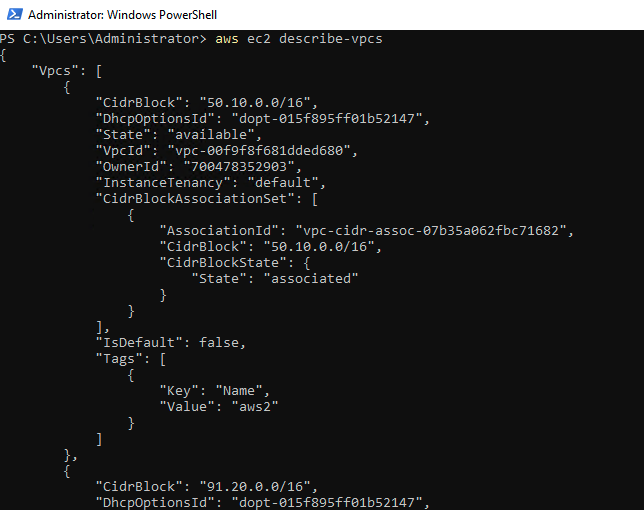 Administrator: Windows PowerShell
PS C:\Users\Administrator> aws ec2 describe-vpcs
{
    "Vpcs": [
        {
            "CidrBlock": "50.10.0.0/16",
            "DhcpOptionsId": "dopt-015f895ff01b52147",
            "State": "available",
            "VpcId": "vpc-00f9f8f681dded680",
            "OwnerId": "700478352903",
            "InstanceTenancy": "default",
            "CidrBlockAssociationSet": [
                {
                    "AssociationId": "vpc-cidr-assoc-07b35a062fbc71682",
                    "CidrBlock": "50.10.0.0/16",
                    "CidrBlockState": {
                        "State": "associated"
                    }
                }
            ],
            "IsDefault": false,
            "Tags": [
                {
                    "Key": "Name",
                    "Value": "aws2"
                }
            ]
        },
        {
            "CidrBlock": "91.20.0.0/16",
            "DhcpOptionsId": "dopt-015f895ff01b52147",